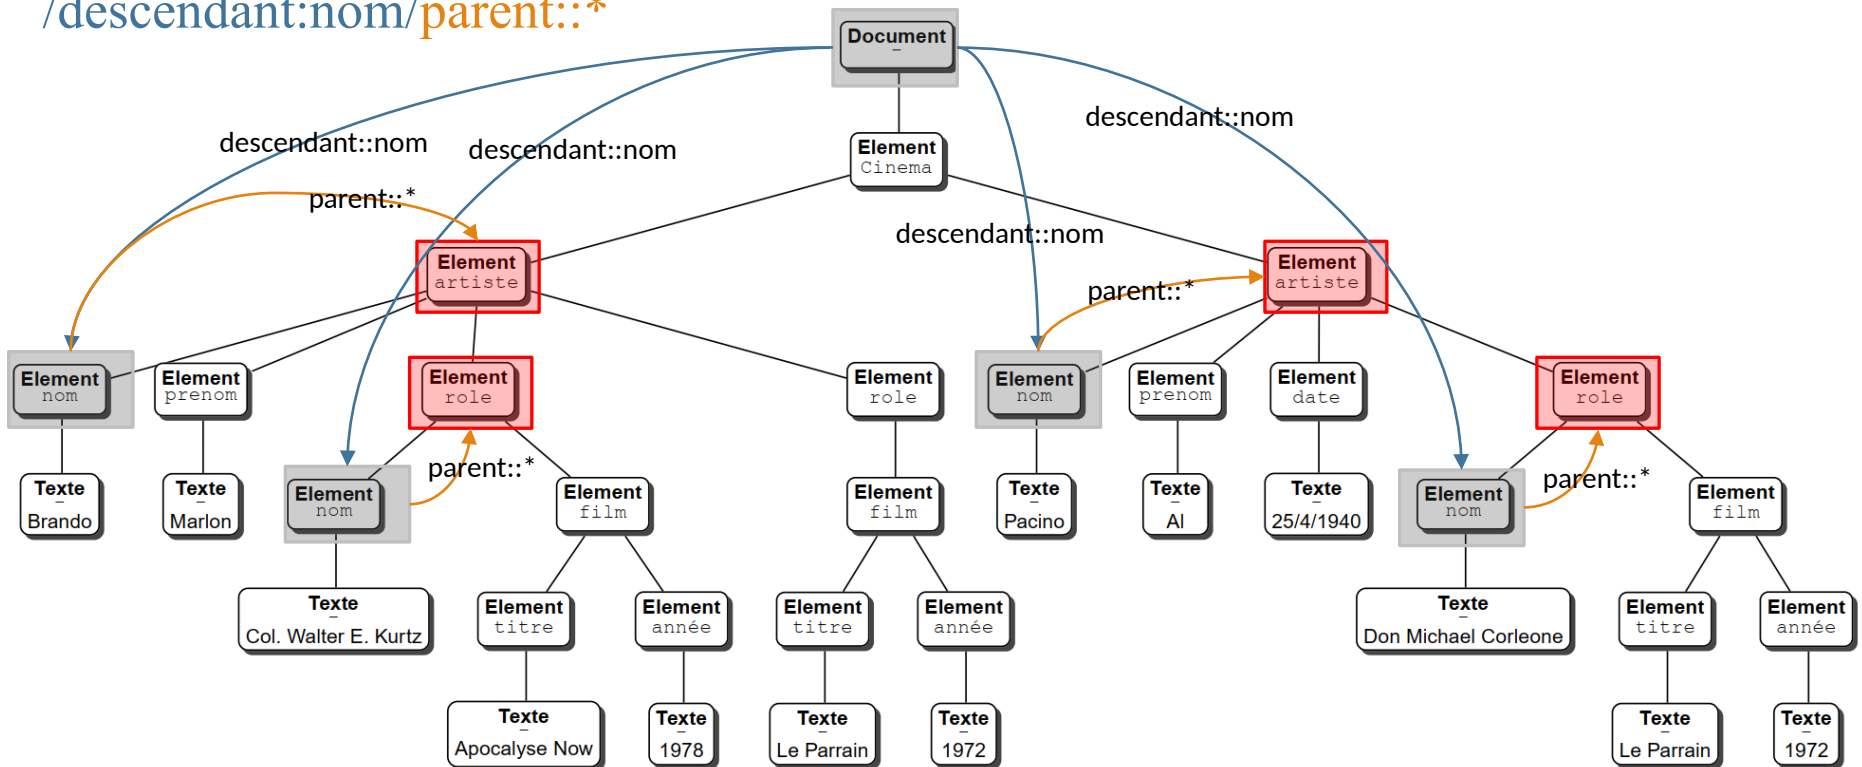 /descendant:nom/parent::*
Document
–
descendant::nom
descendant::nom
descendant::nom
Element
Cinema
parent::*
descendant::nom
Element
artiste
Element
artiste
parent::*
Element
nom
Element
prenom
Element
role
Element
role
Element
nom
Element
prenom
Element
date
Element
role
parent::*
parent::*
Texte
–
Brando
Texte
–
Marlon
Element
nom
Element
film
Element
film
Texte
–
Pacino
Texte
–
Al
Texte
–
25/4/1940
Element
nom
Element
film
Texte
–
Col. Walter E. Kurtz
Element
titre
Element
année
Element
titre
Element
année
Texte
–
Don Michael Corleone
Element
titre
Element
année
Texte
–
Apocalyse Now
Texte
–
1978
Texte
–
Le Parrain
Texte
–
1972
Texte
–
Le Parrain
Texte
–
1972